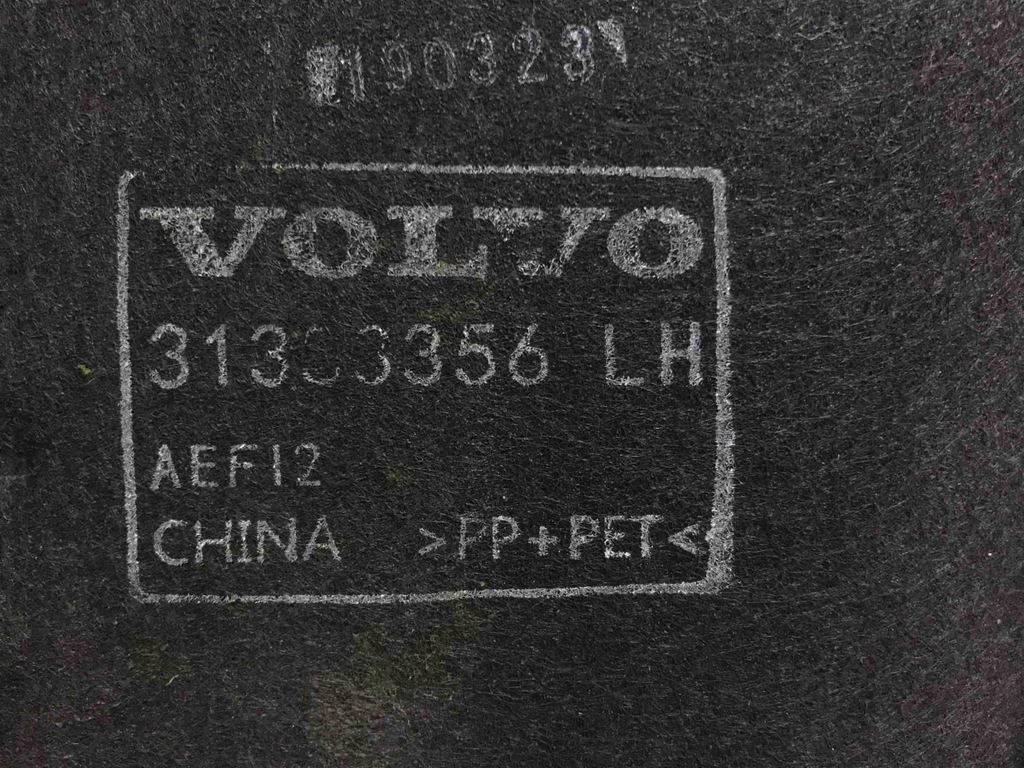 190323
VOLVO
LH
AEF12
CHINA >PP+PET<